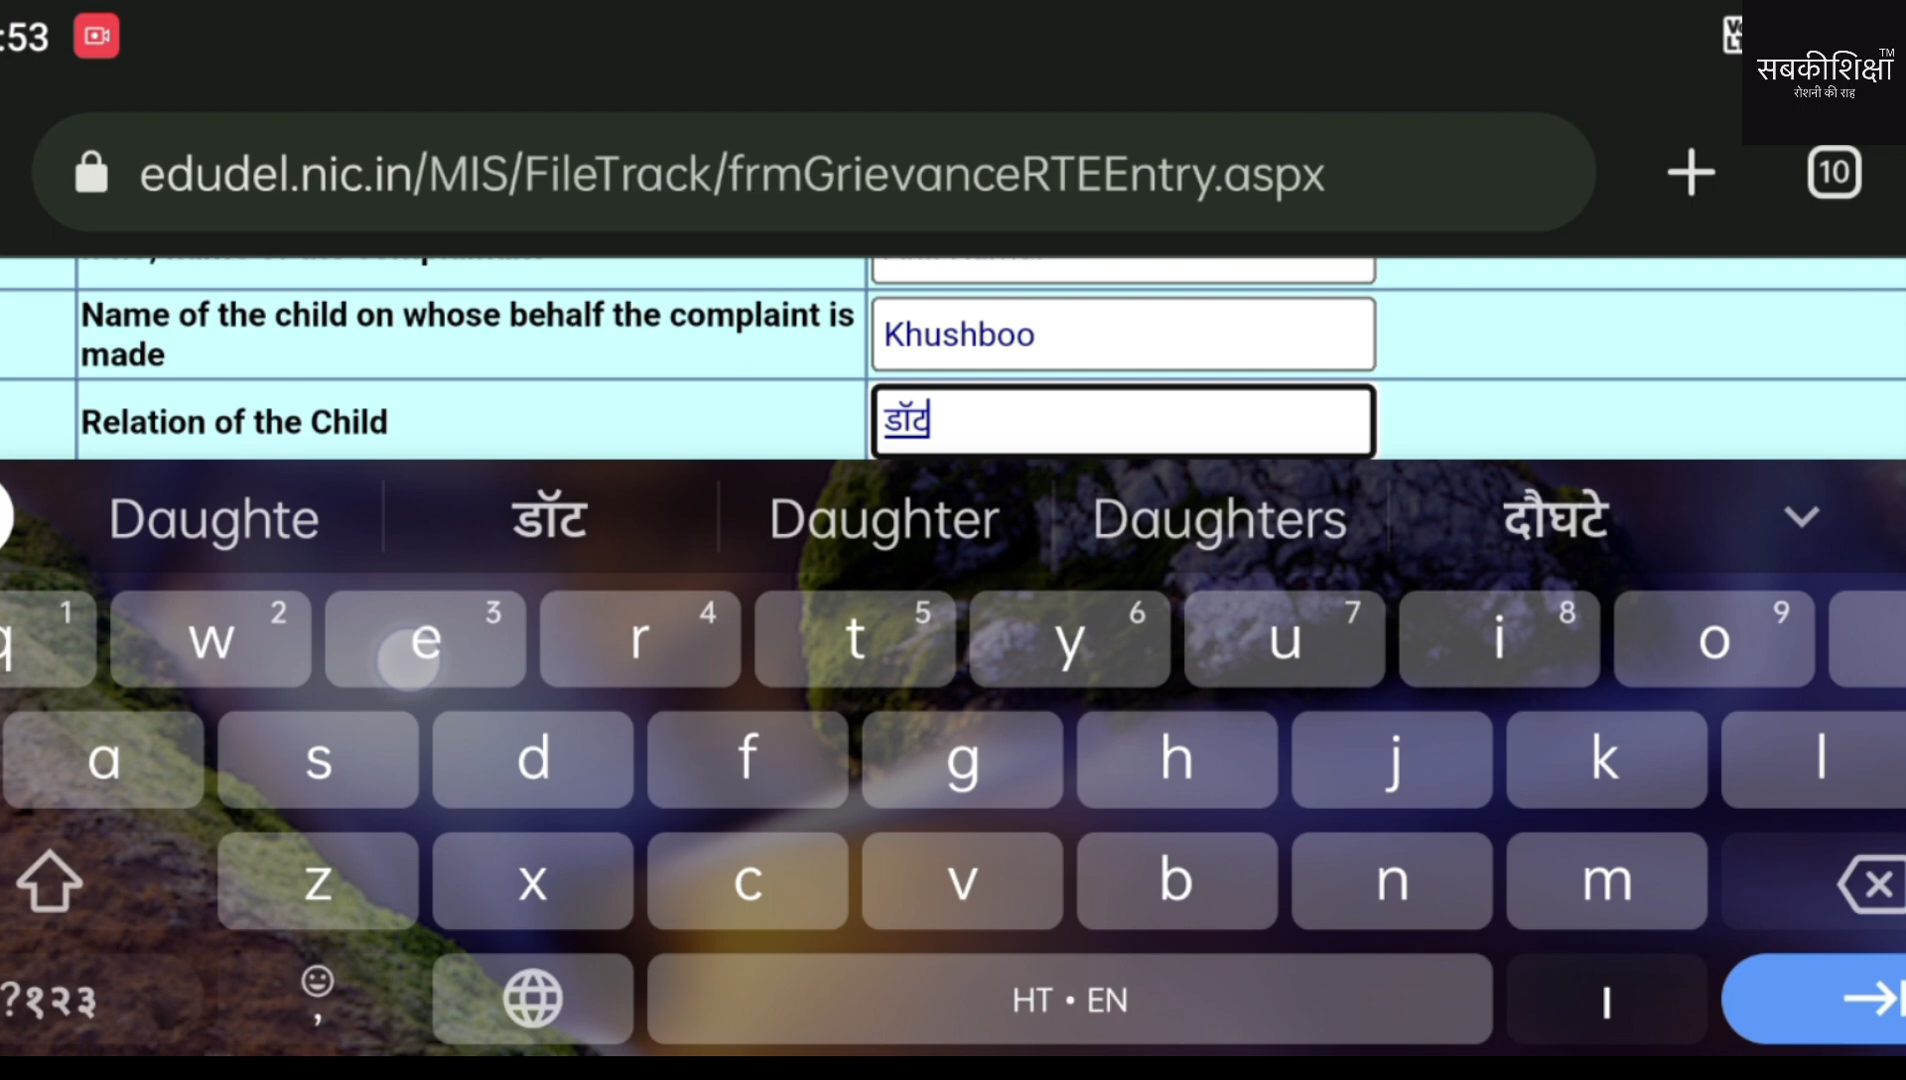 :53
सबकीशिक्षा™
रोशनी की राह
edudel.nic.in/MIS/FileTrack/frmGrievanceRTEEntry.aspx
10
Name of the child on whose behalf the complaint is
made
Khushboo
Relation of the Child
डॉट
Daughte डॉट Daughter Daughters दौघटे
q 1 w 2 e 3 r 4 t 5 y 6 u 7 i 8 o 9
a s d f g h j k l
z x c v b n m
?१२३ , HT • EN ।